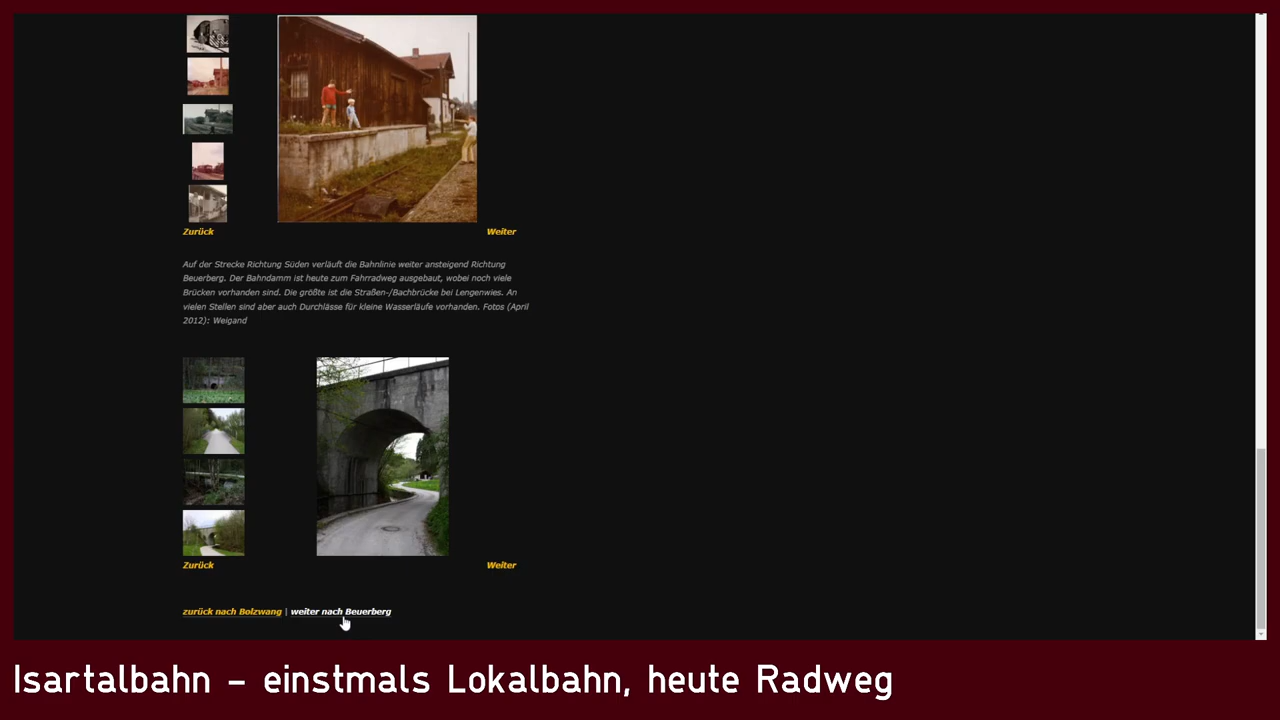 Zurück
Weiter
Auf der Strecke Richtung Süden verläuft die Bahnlinie weiter ansteigend Richtung
Beuerberg. Der Bahndamm ist heute zum Fahrradweg ausgebaut, wobei noch viele
Brücken vorhanden sind. Die größte ist die Straßen-/Bachbrücke bei Lengenwies. An
vielen Stellen sind aber auch Durchlässe für kleine Wasserläufe vorhanden. Fotos (April
2012): Weigand
Zurück
Weiter
zurück nach Bolzwang | weiter nach Beuerberg
Isartalbahn – einstmals Lokalbahn, heute Radweg